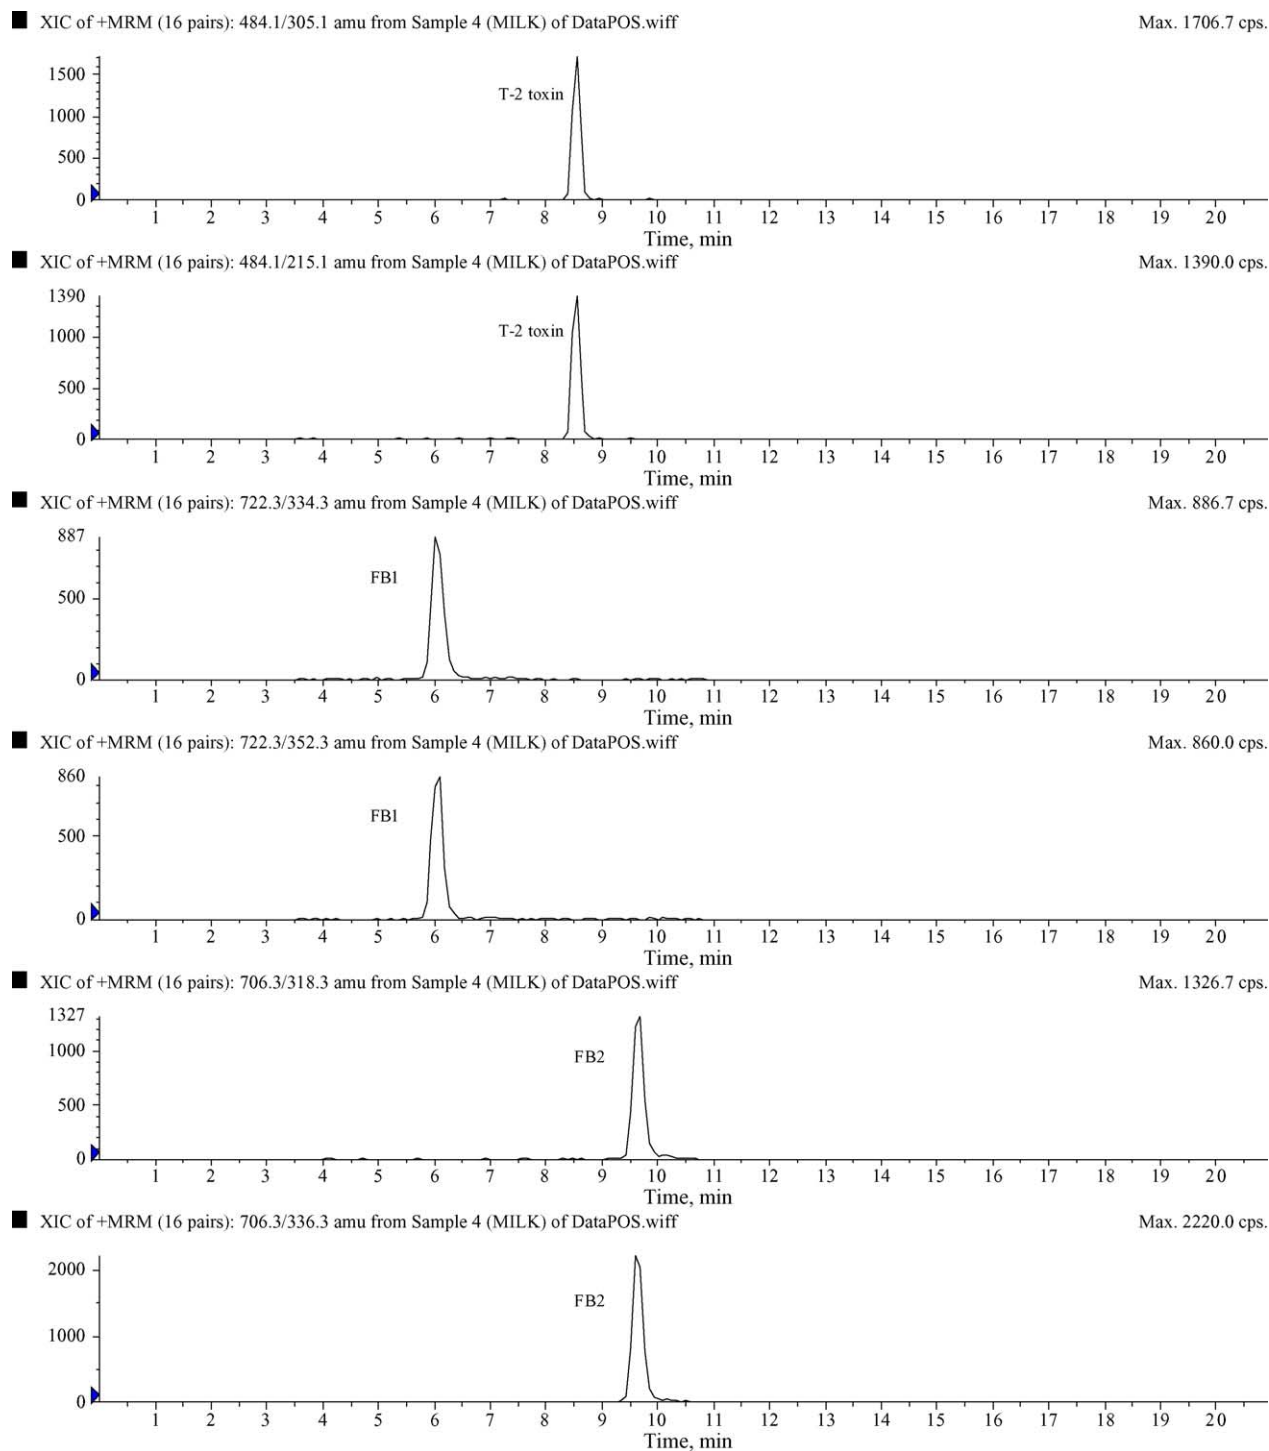 XIC of +MRM (16 pairs): 484.1/305.1 amu from Sample 4 (MILK) of DataPOS.wiff Max. 1706.7 cps.
1500
T-2 toxin
1000
500
0
1 2 3 4 5 6 7 8 9 10 11 12 13 14 15 16 17 18 19 20
Time, min
XIC of +MRM (16 pairs): 484.1/215.1 amu from Sample 4 (MILK) of DataPOS.wiff Max. 1390.0 cps.
1390
T-2 toxin
1000
500
0
1 2 3 4 5 6 7 8 9 10 11 12 13 14 15 16 17 18 19 20
Time, min
XIC of +MRM (16 pairs): 722.3/334.3 amu from Sample 4 (MILK) of DataPOS.wiff Max. 886.7 cps.
887
FB1
500
0
1 2 3 4 5 6 7 8 9 10 11 12 13 14 15 16 17 18 19 20
Time, min
XIC of +MRM (16 pairs): 722.3/352.3 amu from Sample 4 (MILK) of DataPOS.wiff Max. 860.0 cps.
860
FB1
500
0
1 2 3 4 5 6 7 8 9 10 11 12 13 14 15 16 17 18 19 20
Time, min
XIC of +MRM (16 pairs): 706.3/318.3 amu from Sample 4 (MILK) of DataPOS.wiff Max. 1326.7 cps.
1327
1000
FB2
500
0
1 2 3 4 5 6 7 8 9 10 11 12 13 14 15 16 17 18 19 20
Time, min
XIC of +MRM (16 pairs): 706.3/336.3 amu from Sample 4 (MILK) of DataPOS.wiff Max. 2220.0 cps.
2000
FB2
1000
0
1 2 3 4 5 6 7 8 9 10 11 12 13 14 15 16 17 18 19 20
Time, min